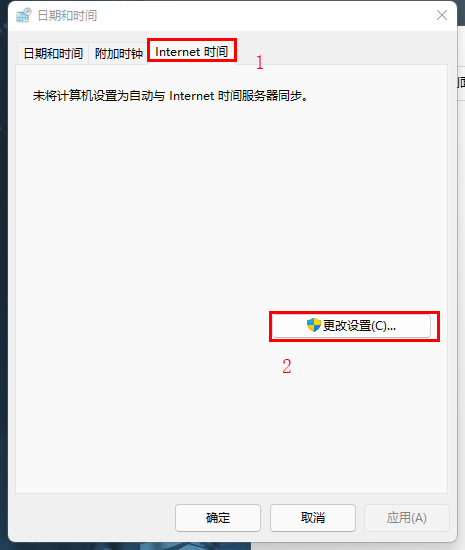 日期和时间
日期和时间 附加时钟 Internet 时间
1
未将计算机设置为自动与 Internet 时间服务器同步。
更改设置(C)...
2
确定 取消 应用(A)